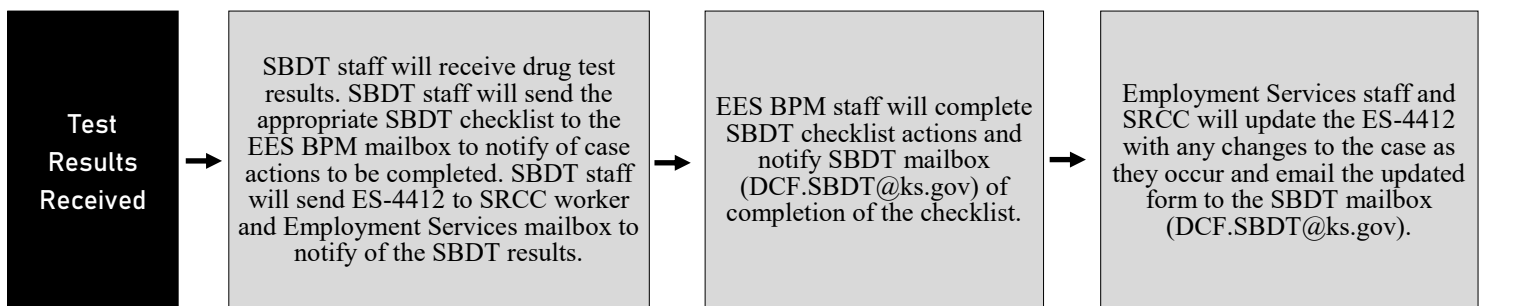 Test
Results
Received
SBDT staff will receive drug test
results. SBDT staff will send the
appropriate SBDT checklist to the
EES BPM mailbox to notify of case
actions to be completed. SBDT staff
will send ES-4412 to SRCC worker
and Employment Services mailbox to
notify of the SBDT results.
EES BPM staff will complete
SBDT checklist actions and
notify SBDT mailbox
(DCF.SBDT@ks.gov) of
completion of the checklist.
Employment Services staff and
SRCC will update the ES-4412
with any changes to the case as
they occur and email the updated
form to the SBDT mailbox
(DCF.SBDT@ks.gov).